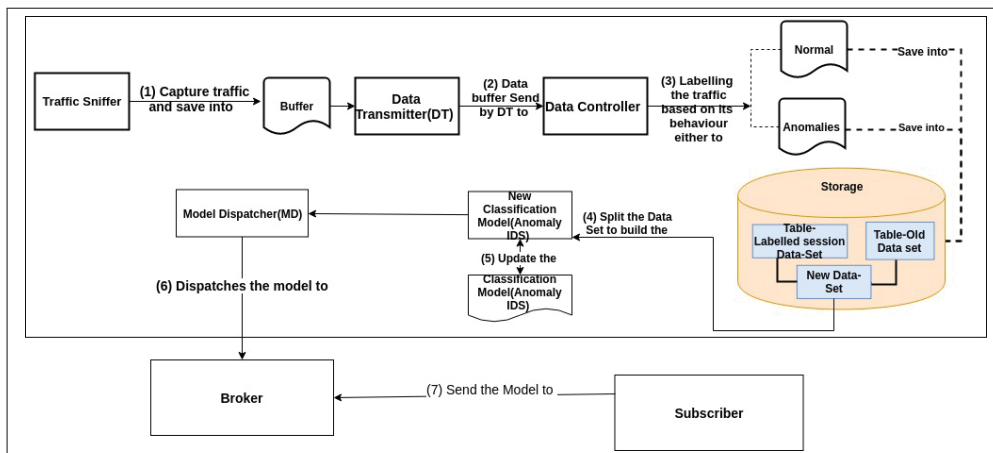 Traffic Sniffer
(1) Capture traffic
and save into
Buffer
Data
Transmitter(DT)
(2) Data
buffer Send
by DT to
Data Controller
(3) Labelling
the traffic
based on its
behaviour
either to
Normal
Save into
Anomalies
Save into
Storage
Table-
Labelled session
Data-Set
Table-Old
Data set
New Data-
Set
(4) Split the Data
Set to build the
New
Classification
Model(Anomaly
IDS)
(5) Update the
Classification
Model(Anomaly
IDS)
Model Dispatcher(MD)
(6) Dispatches the model to
Broker
(7) Send the Model to
Subscriber